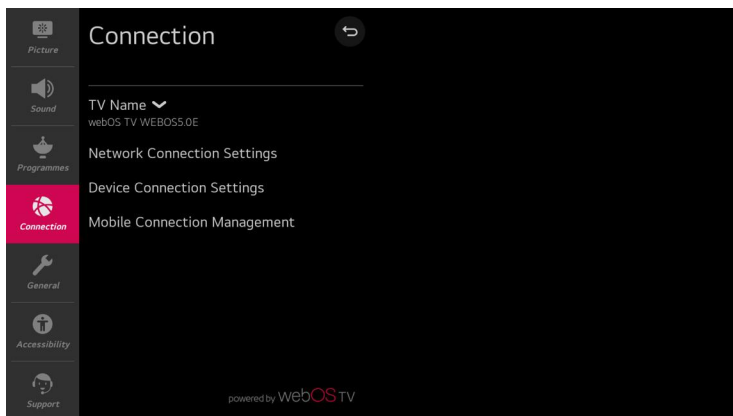 Picture
Sound
Programmes
Connection
General
Accessibility
Support
Connection
TV Name
webOS TV WEBOS5.0E
Network Connection Settings
Device Connection Settings
Mobile Connection Management
powered by webOS TV